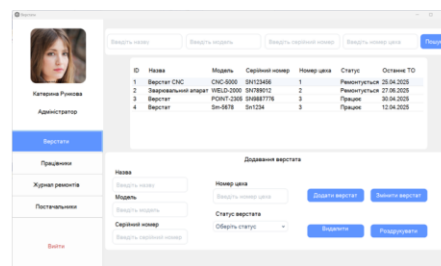 Верстати
Введіть назву Введіть модель Введіть серійний номер Введіть номер цеха Пошук
Катерина Рункова
Адміністратор
Верстати
Працівники
Журнал ремонтів
Постачальники
Вийти
ID Назва Модель Серійний номер Номер цеха Статус Останнє ТО
1 Верстат CNC CNC-5000 SN123456 1 Ремонтується 25.04.2025
2 Зварювальний апарат WELD-2000 SN789012 2 Ремонтується 27.06.2025
3 Верстат POINT-2305 SN9887776 3 Працює 30.04.2025
4 Верстат Sm-5678 Sn1234 3 Працює 12.04.2025
Додавання верстата
Назва
Введіть назву
Модель
Введіть модель
Серійний номер
Введіть серійний номер
Номер цеха
Введіть номер цеха
Статус верстата
Оберіть статус
Додати верстат Змінити верстат
Видалити Роздрукувати